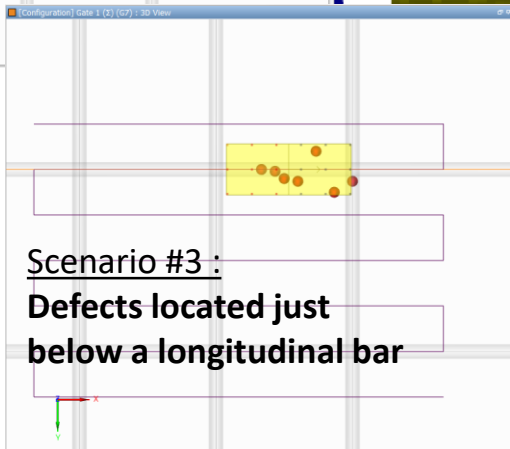 [Configuration] Gate 1 (Σ) (G7) : 3D View
Scenario #3 :
Defects located just
below a longitudinal bar
x
y